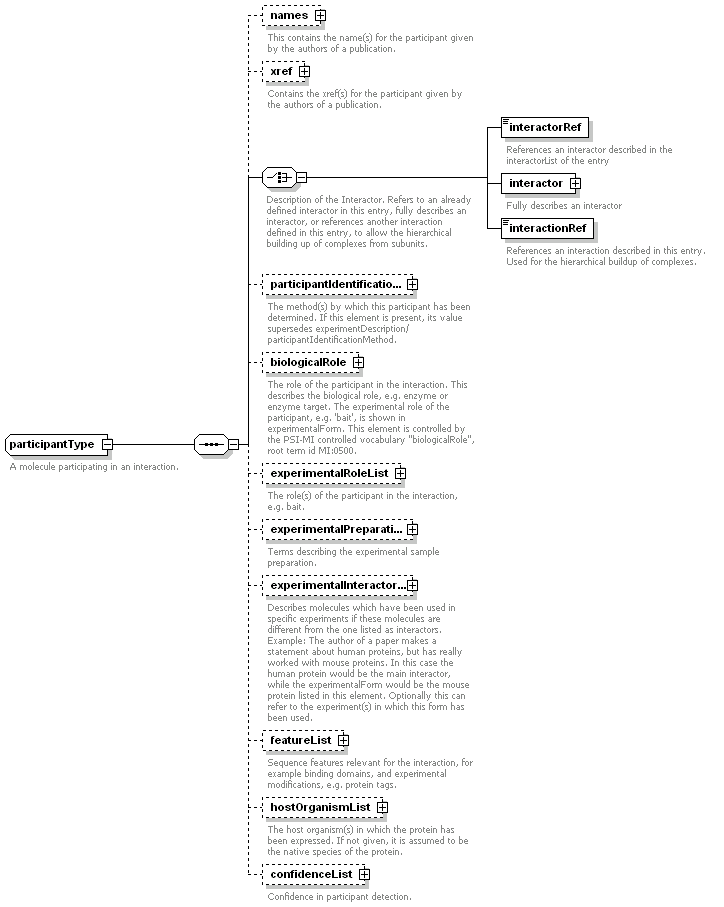 names
This contains the name(s) for the participant given
by the authors of a publication.
xref
Contains the xref(s) for the participant given by
the authors of a publication.
interactorRef
References an interactor described in the
interactorList of the entry
interactor
Fully describes an interactor
interactionRef
References an interaction described in this entry.
Used for the hierarchical buildup of complexes.
Description of the Interactor. Refers to an already
defined interactor in this entry, fully describes an
interactor, or references another interaction
defined in this entry, to allow the hierarchical
building up of complexes from subunits.
participantIdentificatio...
The method(s) by which this participant has been
determined. If this element is present, its value
supersedes experimentDescription/
participantIdentificationMethod.
biologicalRole
The role of the participant in the interaction. This
describes the biological role, e.g. enzyme or
enzyme target. The experimental role of the
participant, e.g. 'bait', is shown in
experimentalForm. This element is controlled by
the PSI-MI controlled vocabulary "biologicalRole",
root term id MI:0500.
participantType
A molecule participating in an interaction.
experimentalRoleList
The role(s) of the participant in the interaction,
e.g. bait.
experimentalPreparati...
Terms describing the experimental sample
preparation.
experimentalInteractor...
Describes molecules which have been used in
specific experiments if these molecules are
different from the one listed as interactors.
Example: The author of a paper makes a
statement about human proteins, but has really
worked with mouse proteins. In this case the
human protein would be the main interactor,
while the experimentalForm would be the mouse
protein listed in this element. Optionally this can
refer to the experiment(s) in which this form has
been used.
featureList
Sequence features relevant for the interaction, for
example binding domains, and experimental
modifications, e.g. protein tags.
hostOrganismList
The host organism(s) in which the protein has
been expressed. If not given, it is assumed to be
the native species of the protein.
confidenceList
Confidence in participant detection.